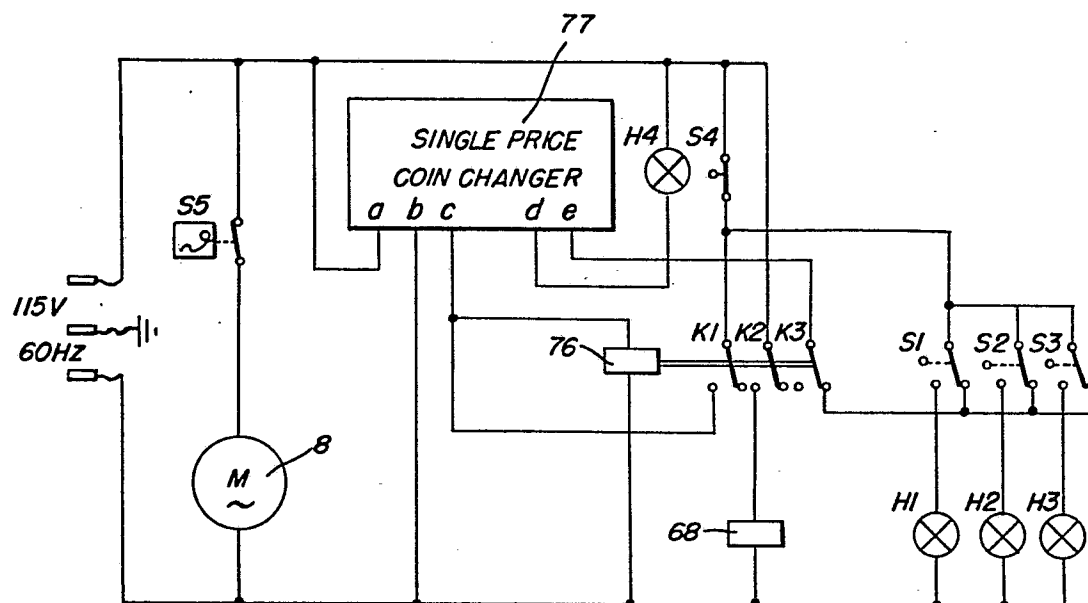 77
SINGLE PRICE
COIN CHANGER
a b c d e
H4
S4
S5
115V
60Hz
K1 K2 K3
S1 S2 S3
76
M
~
8
68
H1 H2 H3